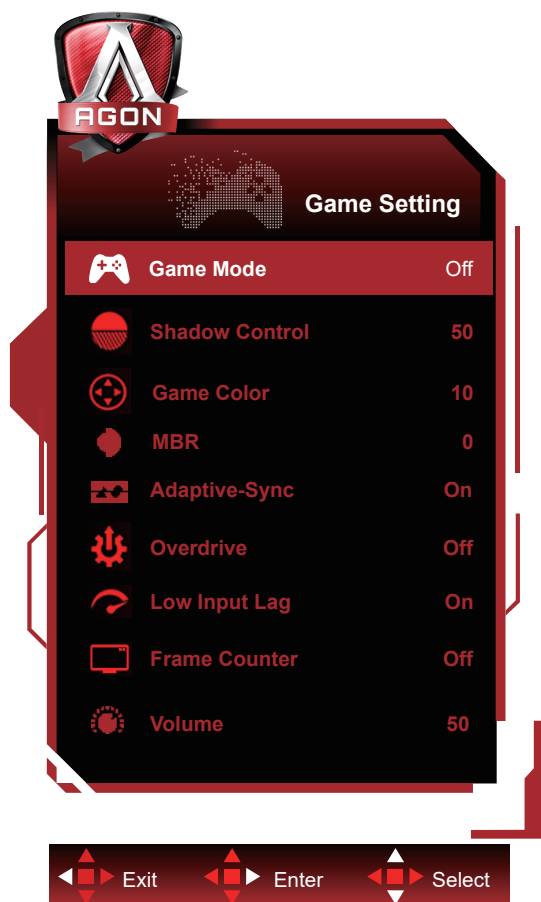 AGON
Game Setting
Game Mode Off
Shadow Control 50
Game Color 10
MBR 0
Adaptive-Sync On
Overdrive Off
Low Input Lag On
Frame Counter Off
Volume 50
Exit Enter Select